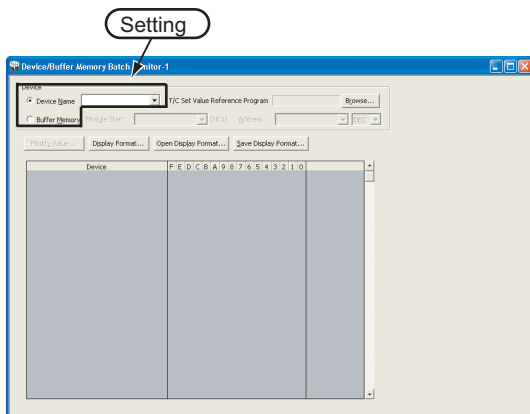 Setting
Device/Buffer Memory Batch Monitor-1
Device
Device Name
T/C Set Value Reference Program
Browse...
Buffer Memory Module Start (HEX) Address DEC
Modify Value... Display Format... Open Display Format... Save Display Format...
Device F E D C B A 9 8 7 6 5 4 3 2 1 0